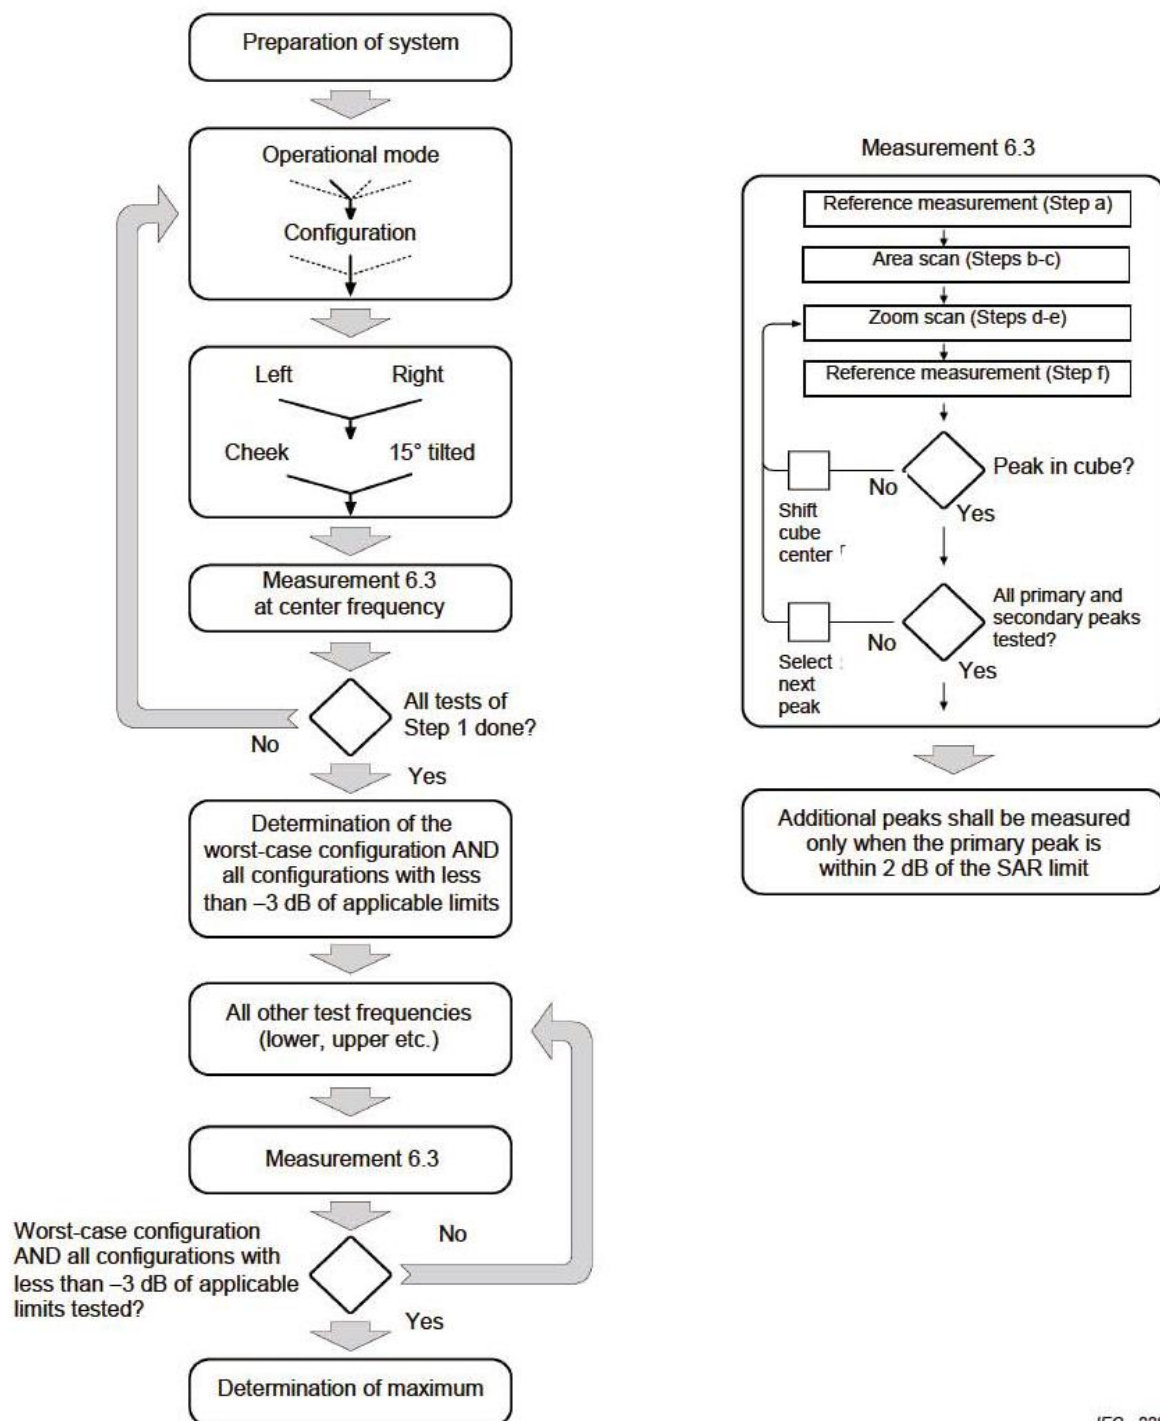 Preparation of system
Operational mode
Configuration
Left
Right
Cheek
15° tilted
Measurement 6.3
at center frequency
All tests of
Step 1 done?
No
Yes
Determination of the
worst-case configuration AND
all configurations with less
than –3 dB of applicable limits
All other test frequencies
(lower, upper etc.)
Measurement 6.3
Worst-case configuration
AND all configurations with
less than –3 dB of applicable
limits tested?
No
Yes
Determination of maximum
Measurement 6.3
Reference measurement (Step a)
Area scan (Steps b-c)
Zoom scan (Steps d-e)
Reference measurement (Step f)
Peak in cube?
No
Yes
Shift
cube
center
All primary and
secondary peaks
tested?
No
Yes
Select
next
peak
Additional peaks shall be measured
only when the primary peak is
within 2 dB of the SAR limit